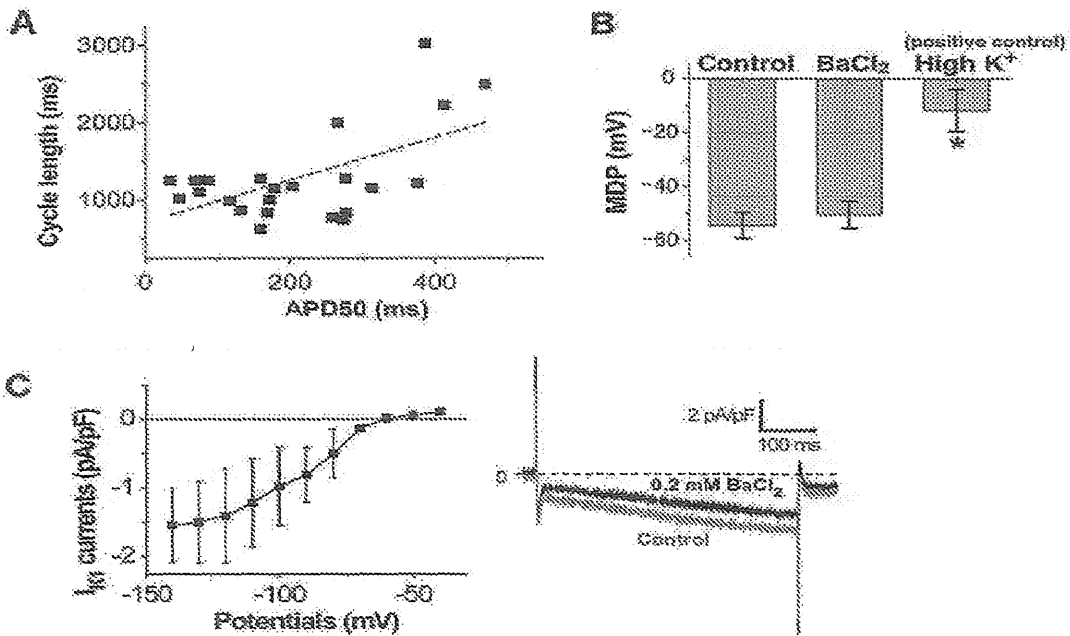 A
Cycle length (ms)
3000
2000
1000
0
200
400
APD50 (ms)
B
(positive control)
Control
BaCl₂
High K⁺
MDP (mV)
0
-20
-40
-60
*
C
I_K1 currents (pA/pF)
0
-1
-2
-150
-100
-50
Potentials (mV)
2 pA/pF
100 ms
0
0.2 mM BaCl₂
Control